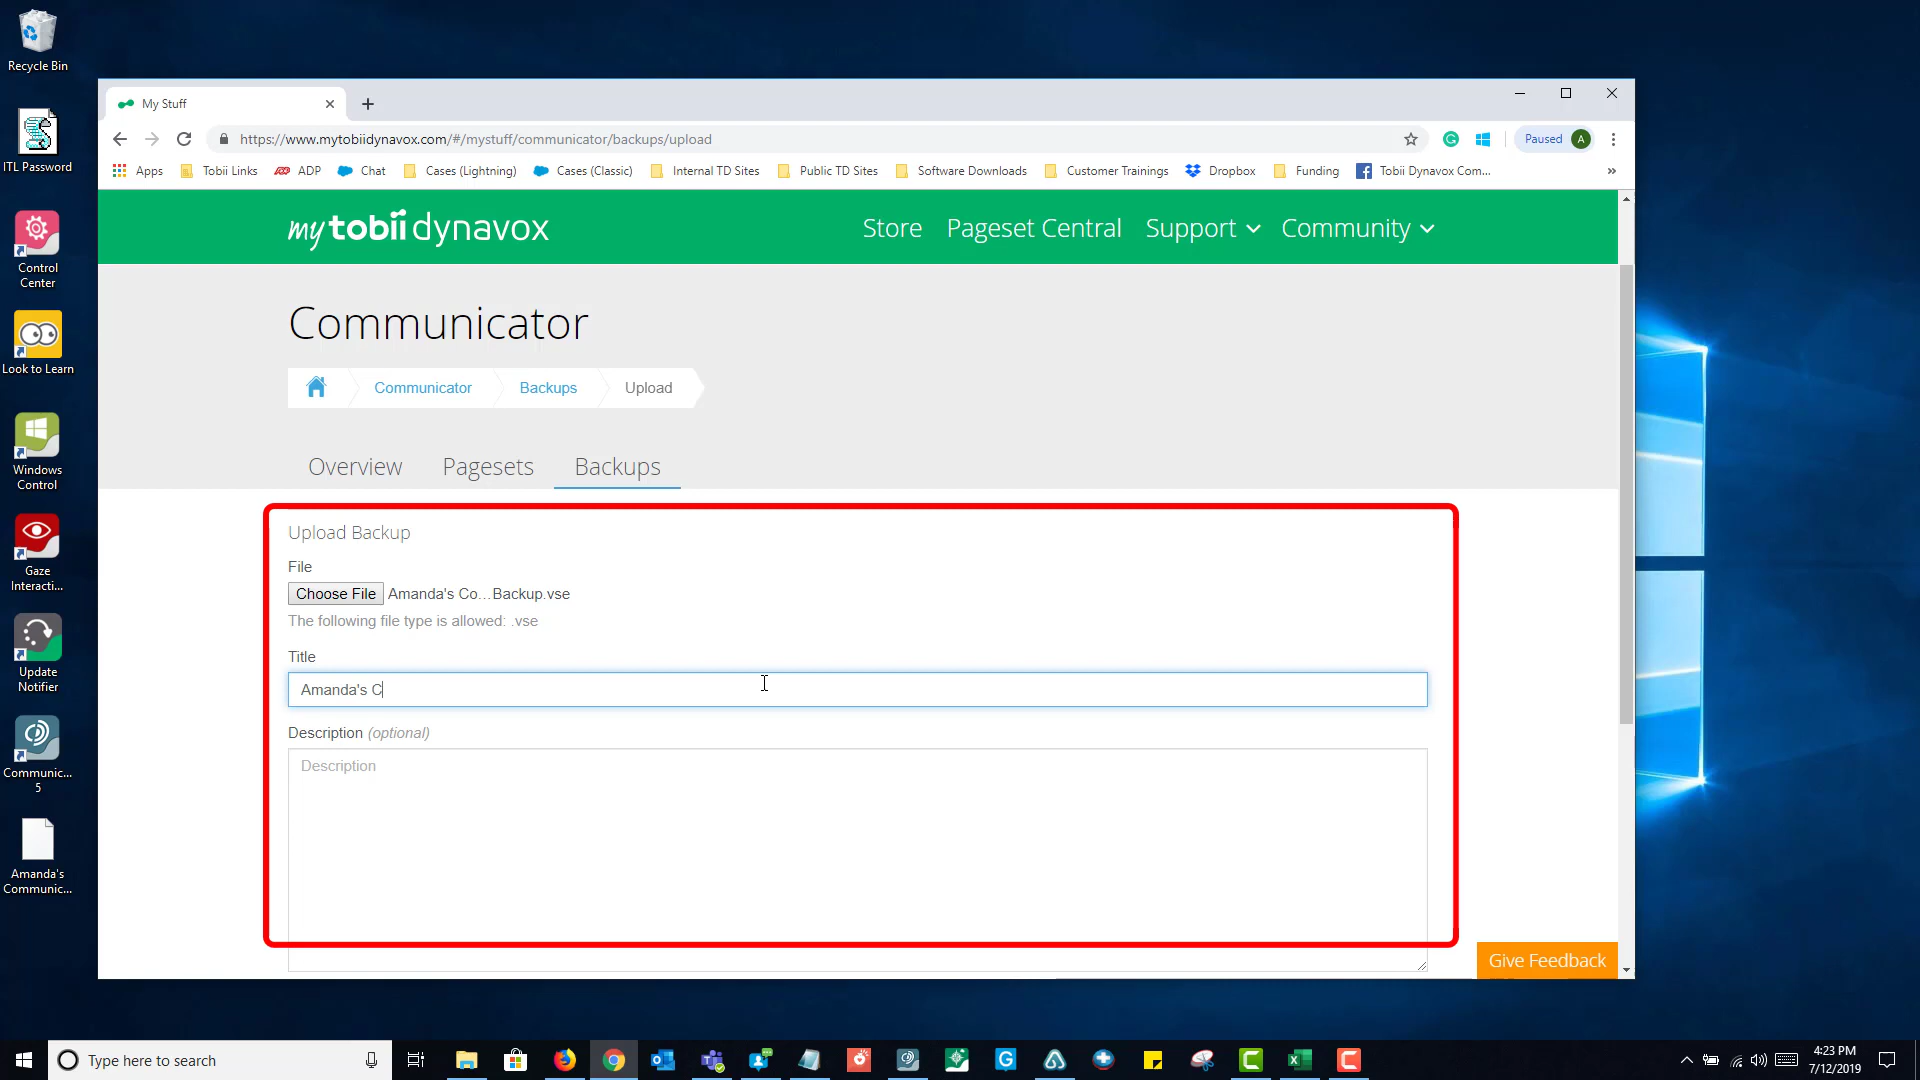 Recycle Bin
ITL Password
Control
Center
Look to Learn
Windows
Control
Gaze
Interacti...
Update
Notifier
Communic...
5
Amanda's
Communic...
My Stuff
https://www.mytobiidynavox.com/#/mystuff/communicator/backups/upload
Paused A
Apps Tobii Links ADP Chat Cases (Lightning) Cases (Classic) Internal TD Sites Public TD Sites Software Downloads Customer Trainings Dropbox Funding Tobii Dynavox Com... »
my tobii dynavox
Store Pageset Central Support Community
Communicator
Communicator Backups Upload
Overview Pagesets Backups
Upload Backup
File
Choose File Amanda's Co...Backup.vse
The following file type is allowed: .vse
Title
Amanda's C
Description (optional)
Description
Give Feedback
Type here to search
4:23 PM
7/12/2019